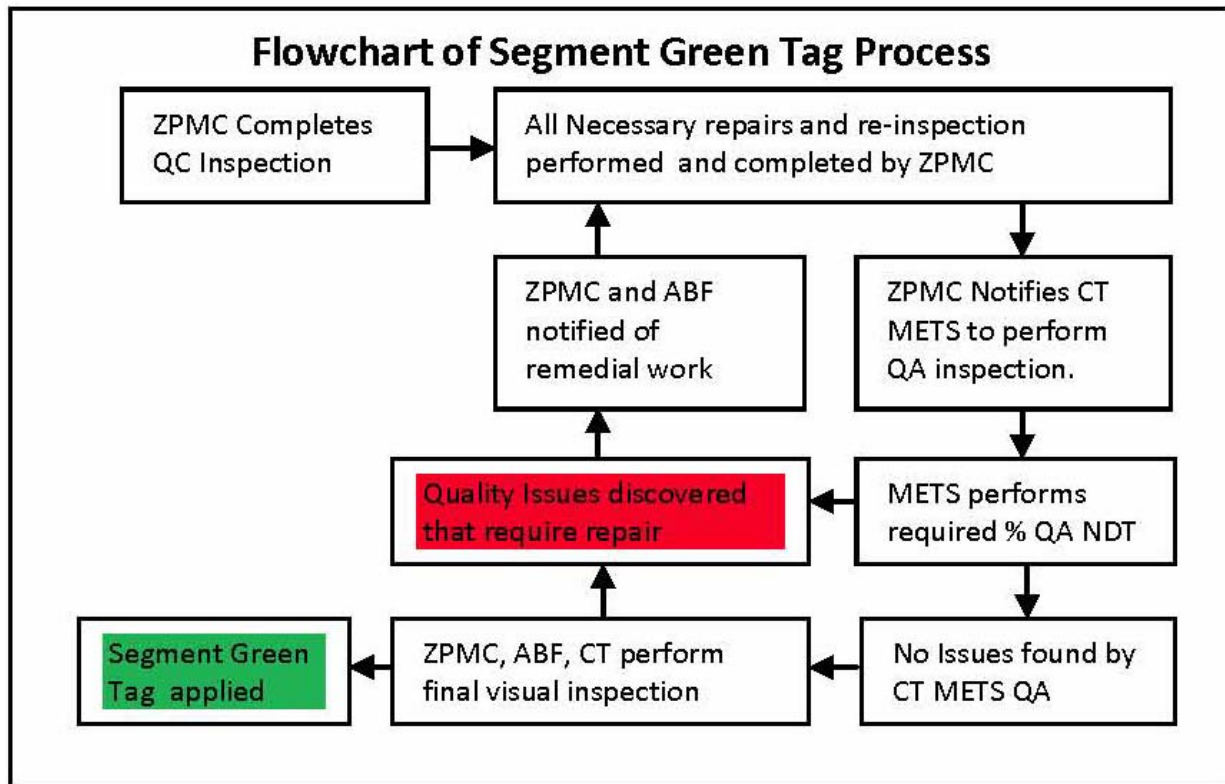 Flowchart of Segment Green Tag Process
ZPMC Completes
QC Inspection
All Necessary repairs and re-inspection
performed and completed by ZPMC
ZPMC and ABF
notified of
remedial work
ZPMC Notifies CT
METS to perform
QA inspection.
Quality Issues discovered
that require repair
METS performs
required % QA NDT
Segment Green
Tag applied
ZPMC, ABF, CT perform
final visual inspection
No Issues found by
CT METS QA